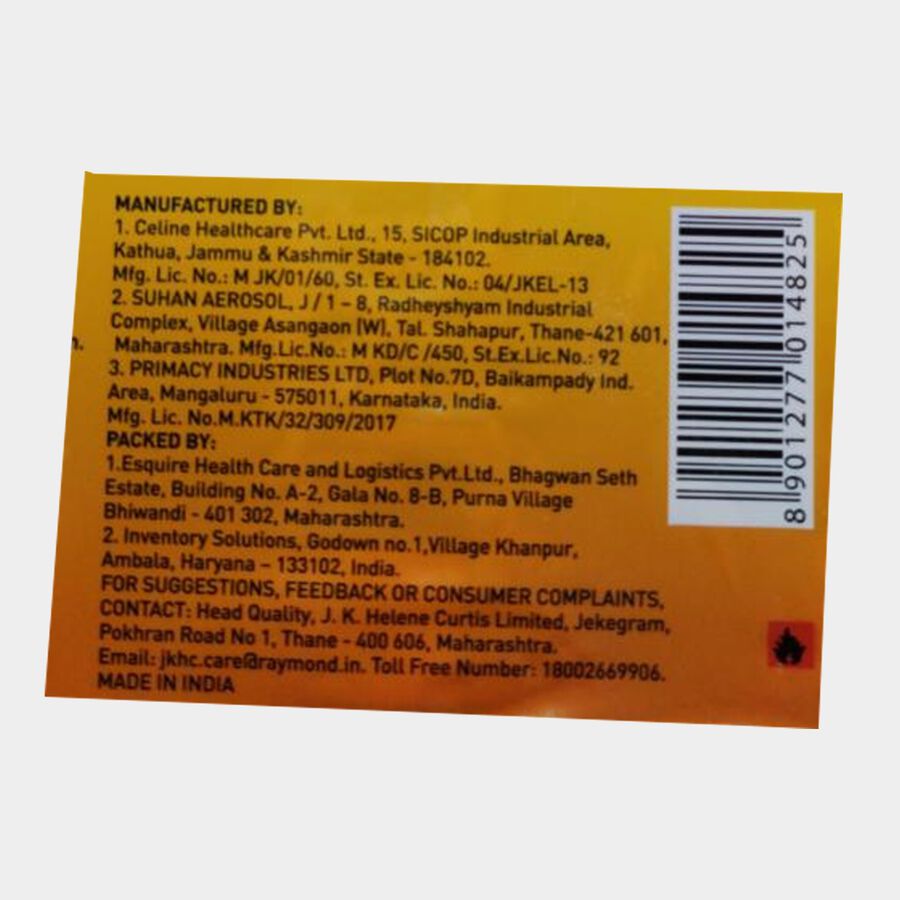 MANUFACTURED BY:
1. Celine Healthcare Pvt. Ltd., 15, SICOP Industrial Area,
Kathua, Jammu & Kashmir State - 184102.
Mfg. Lic. No.: M JK/01/60, St. Ex. Lic. No.: 04/JKEL-13
2. SUHAN AEROSOL, J / 1 – 8, Radheyshyam Industrial
Complex, Village Asangaon (W), Tal. Shahapur, Thane-421 601,
Maharashtra. Mfg.Lic.No.: M KD/C /450, St.Ex.Lic.No.: 92
3. PRIMACY INDUSTRIES LTD, Plot No.7D, Baikampady Ind.
Area, Mangaluru - 575011, Karnataka, India.
Mfg. Lic. No.M.KTK/32/309/2017
PACKED BY:
1.Esquire Health Care and Logistics Pvt.Ltd., Bhagwan Seth
Estate, Building No. A-2, Gala No. 8-B, Purna Village
Bhiwandi - 401 302, Maharashtra.
2. Inventory Solutions, Godown no.1,Village Khanpur,
Ambala, Haryana – 133102, India.
FOR SUGGESTIONS, FEEDBACK OR CONSUMER COMPLAINTS,
CONTACT: Head Quality, J. K. Helene Curtis Limited, Jekegram,
Pokhran Road No 1, Thane - 400 606, Maharashtra.
Email: jkhc.care@raymond.in. Toll Free Number: 18002669906.
MADE IN INDIA
8 901277 014825